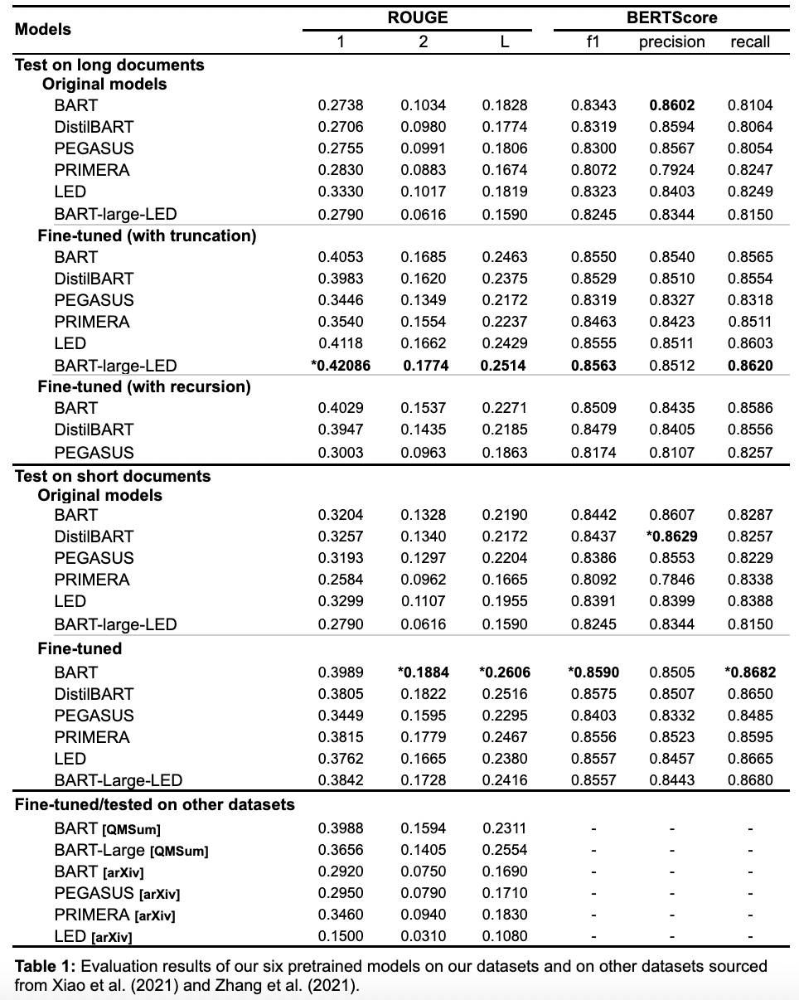 Models ROUGE BERTScore
1 2 L f1 precision recall
Test on long documents
Original models
BART 0.2738 0.1034 0.1828 0.8343 0.8602 0.8104
DistilBART 0.2706 0.0980 0.1774 0.8319 0.8594 0.8064
PEGASUS 0.2755 0.0991 0.1806 0.8300 0.8567 0.8054
PRIMERA 0.2830 0.0883 0.1674 0.8072 0.7924 0.8247
LED 0.3330 0.1017 0.1819 0.8323 0.8403 0.8249
BART-large-LED 0.2790 0.0616 0.1590 0.8245 0.8344 0.8150
Fine-tuned (with truncation)
BART 0.4053 0.1685 0.2463 0.8550 0.8540 0.8565
DistilBART 0.3983 0.1620 0.2375 0.8529 0.8510 0.8554
PEGASUS 0.3446 0.1349 0.2172 0.8319 0.8327 0.8318
PRIMERA 0.3540 0.1554 0.2237 0.8463 0.8423 0.8511
LED 0.4118 0.1662 0.2429 0.8555 0.8511 0.8603
BART-large-LED *0.42086 0.1774 0.2514 0.8563 0.8512 0.8620
Fine-tuned (with recursion)
BART 0.4029 0.1537 0.2271 0.8509 0.8435 0.8586
DistilBART 0.3947 0.1435 0.2185 0.8479 0.8405 0.8556
PEGASUS 0.3003 0.0963 0.1863 0.8174 0.8107 0.8257
Test on short documents
Original models
BART 0.3204 0.1328 0.2190 0.8442 0.8607 0.8287
DistilBART 0.3257 0.1340 0.2172 0.8437 *0.8629 0.8257
PEGASUS 0.3193 0.1297 0.2204 0.8386 0.8553 0.8229
PRIMERA 0.2584 0.0962 0.1665 0.8092 0.7846 0.8338
LED 0.3299 0.1107 0.1955 0.8391 0.8399 0.8388
BART-large-LED 0.2790 0.0616 0.1590 0.8245 0.8344 0.8150
Fine-tuned
BART 0.3989 *0.1884 *0.2606 *0.8590 0.8505 *0.8682
DistilBART 0.3805 0.1822 0.2516 0.8575 0.8507 0.8650
PEGASUS 0.3449 0.1595 0.2295 0.8403 0.8332 0.8485
PRIMERA 0.3815 0.1779 0.2467 0.8556 0.8523 0.8595
LED 0.3762 0.1665 0.2380 0.8557 0.8457 0.8665
BART-Large-LED 0.3842 0.1728 0.2416 0.8557 0.8443 0.8680
Fine-tuned/tested on other datasets
BART [QMSum] 0.3988 0.1594 0.2311 - - -
BART-Large [QMSum] 0.3656 0.1405 0.2554 - - -
BART [arXiv] 0.2920 0.0750 0.1690 - - -
PEGASUS [arXiv] 0.2950 0.0790 0.1710 - - -
PRIMERA [arXiv] 0.3460 0.0940 0.1830 - - -
LED [arXiv] 0.1500 0.0310 0.1080 - - -
Table 1: Evaluation results of our six pretrained models on our datasets and on other datasets sourced
from Xiao et al. (2021) and Zhang et al. (2021).